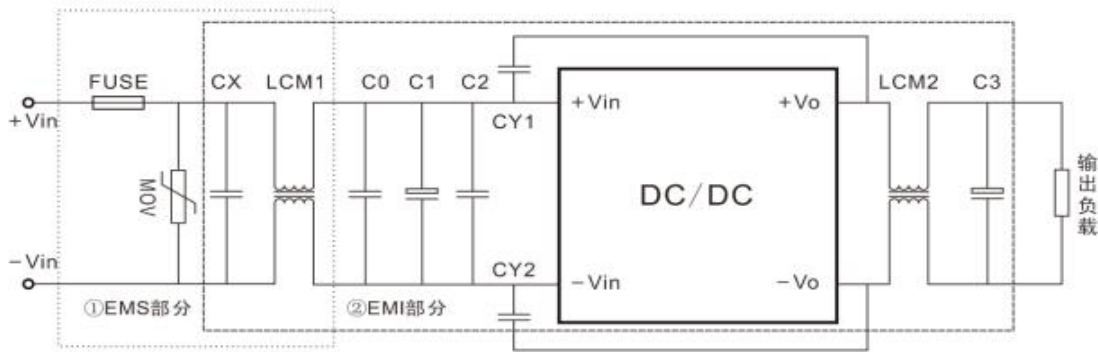 FUSE
CX
LCM1
C0
C1
C2
CY1
LCM2
C3
+Vin
+Vin
+Vo
MOV
DC/DC
输出负载
-Vin
CY2
-Vin
-Vo
①EMS部分
②EMI部分